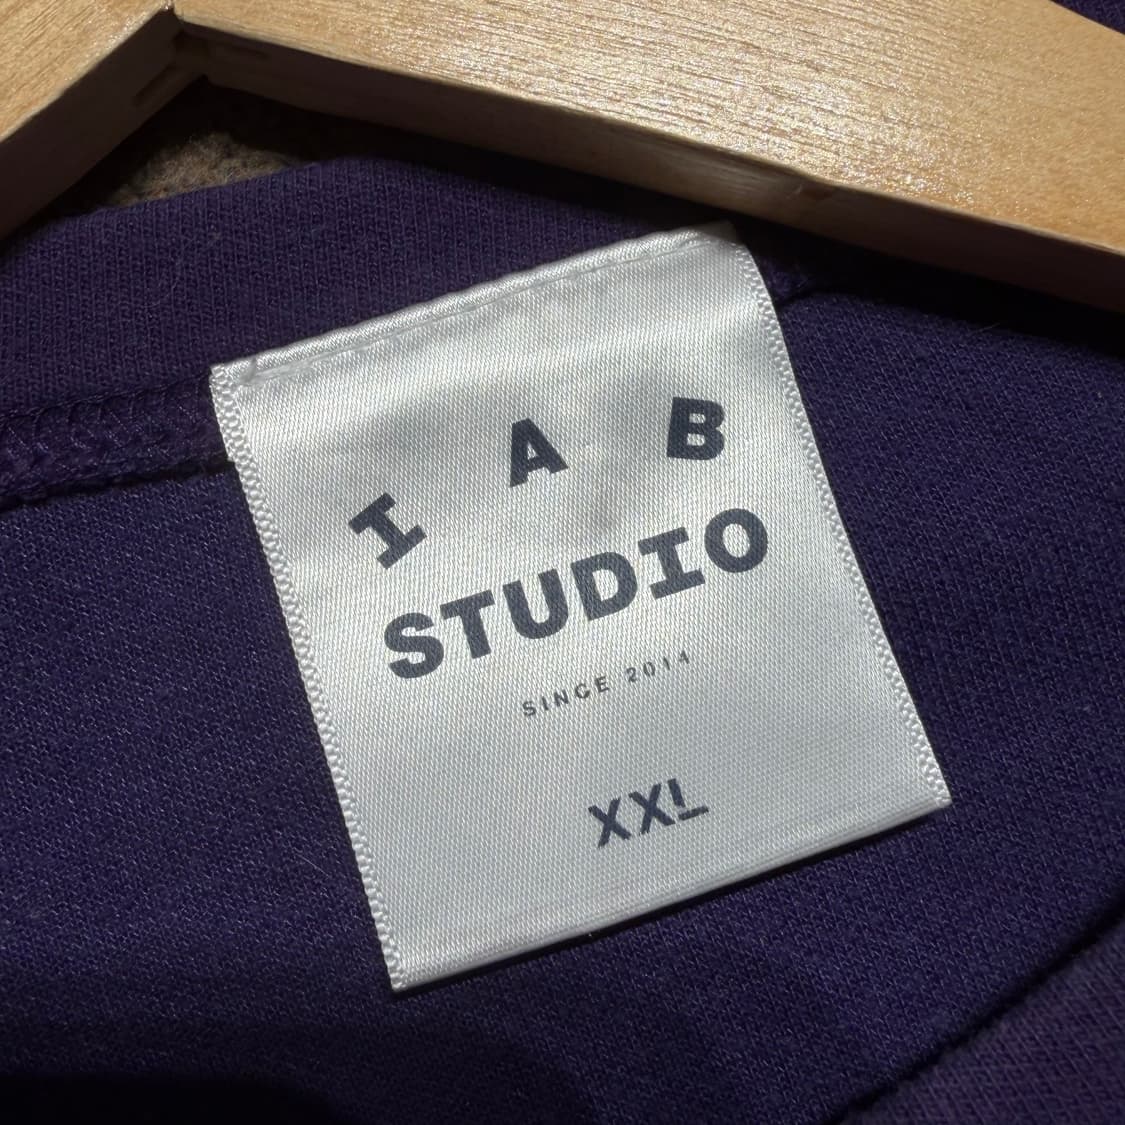 I A B
STUDIO
SINCE 2014
XXL